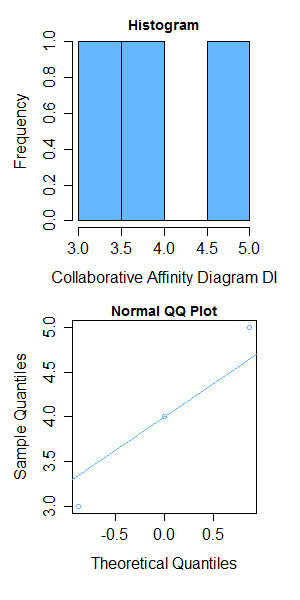 Histogram
1.0
0.8
0.6
0.4
0.2
0.0
Frequency
3.0 3.5 4.0 4.5 5.0
Collaborative Affinity Diagram DI
Normal QQ Plot
5.0
4.5
4.0
3.5
3.0
Sample Quantiles
-0.5 0.0 0.5
Theoretical Quantiles